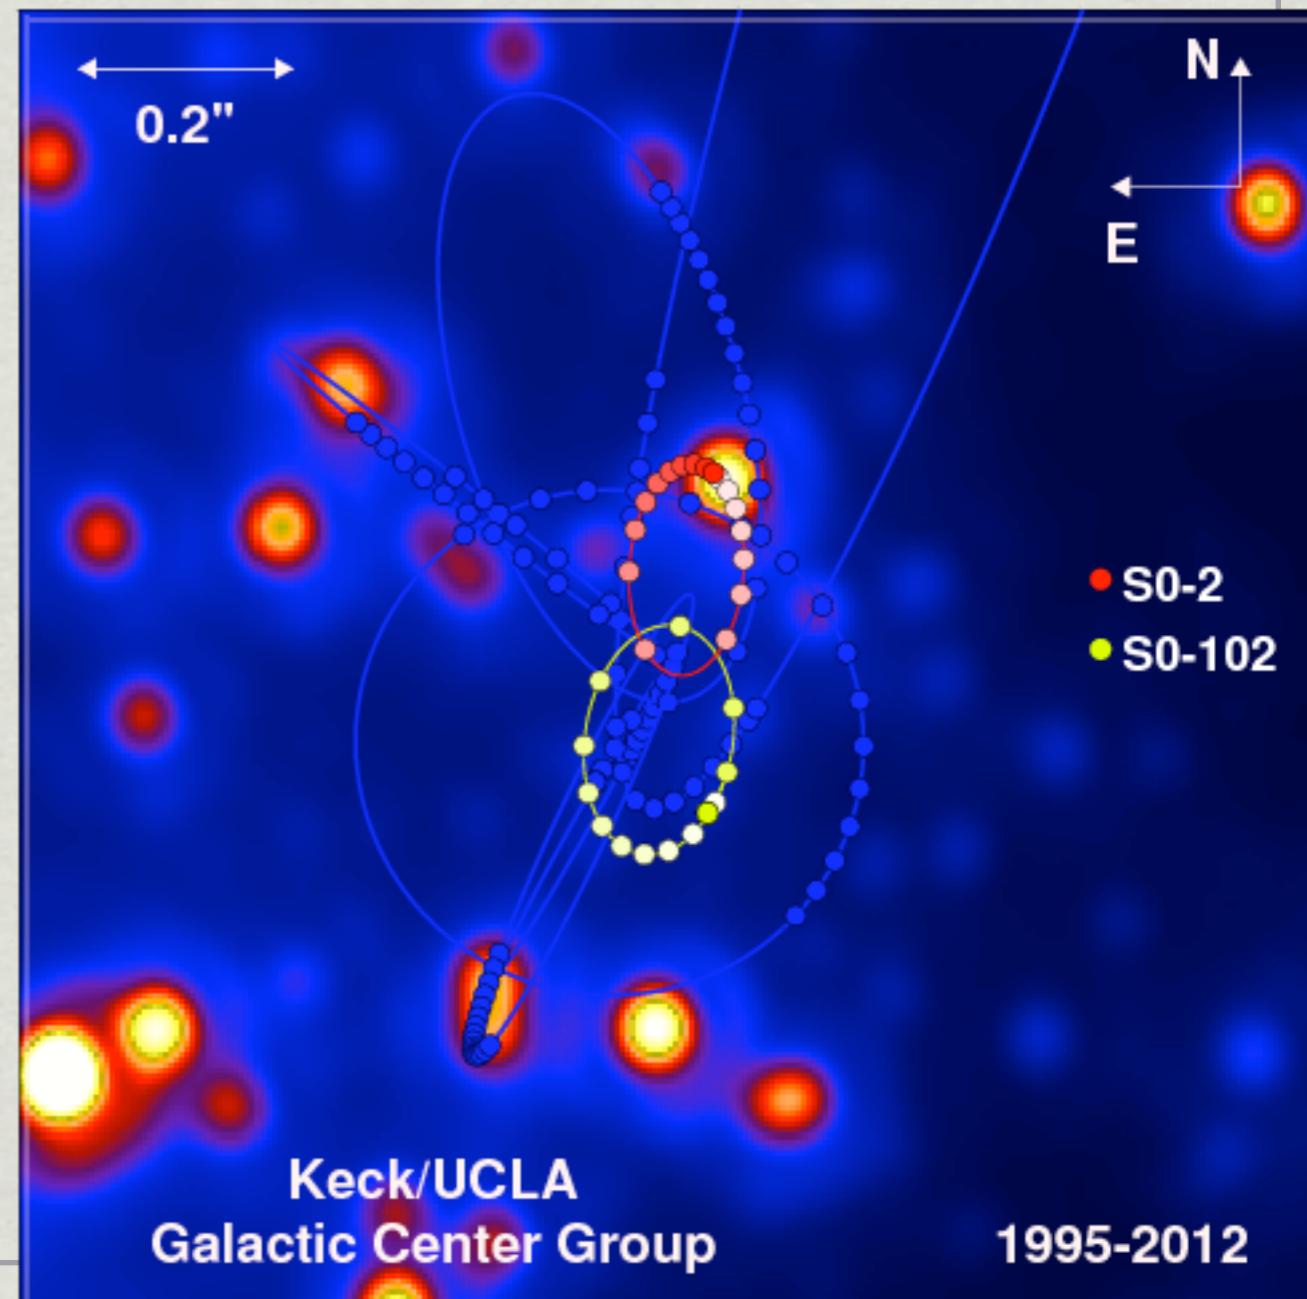 0.2"
N
E
S0-2
S0-102
Keck/UCLA
Galactic Center Group
1995-2012